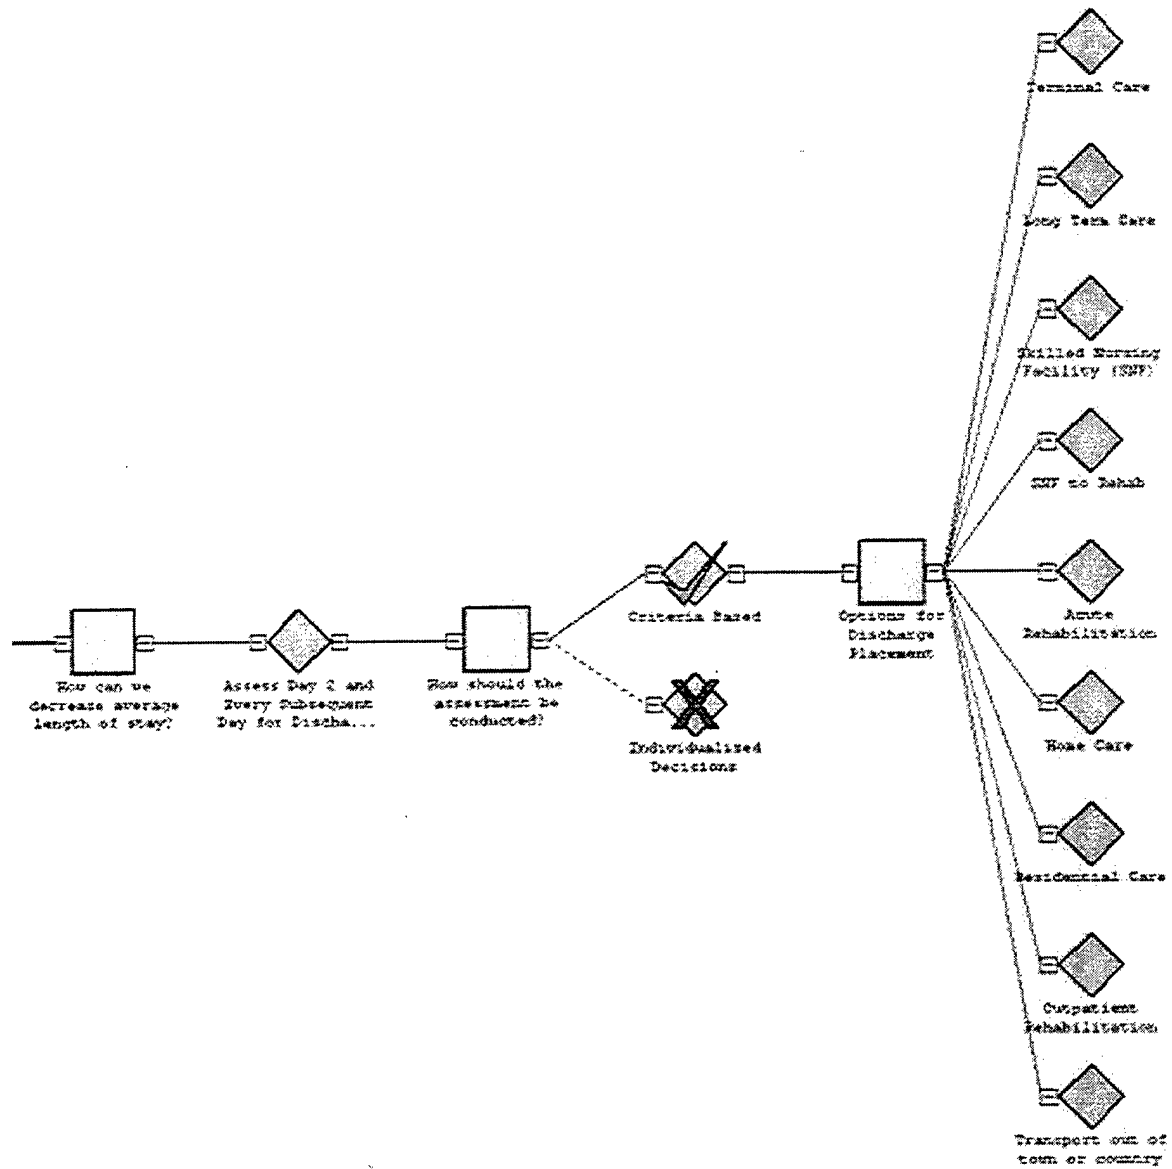 Terminal Care
Long Term Care
Skilled Nursing
Facility (SNF)
SNF to Rehab
Acute
Rehabilitation
Criteria Based
Options for
Discharge
Placement
How can we
decrease average
length of stay?
Assess Day 2 and
Every Subsequent
Day for Discha...
How should the
assessment be
conducted?
Individualized
Decisions
Home Care
Residential Care
Outpatient
Rehabilitation
Transport out of
town or country